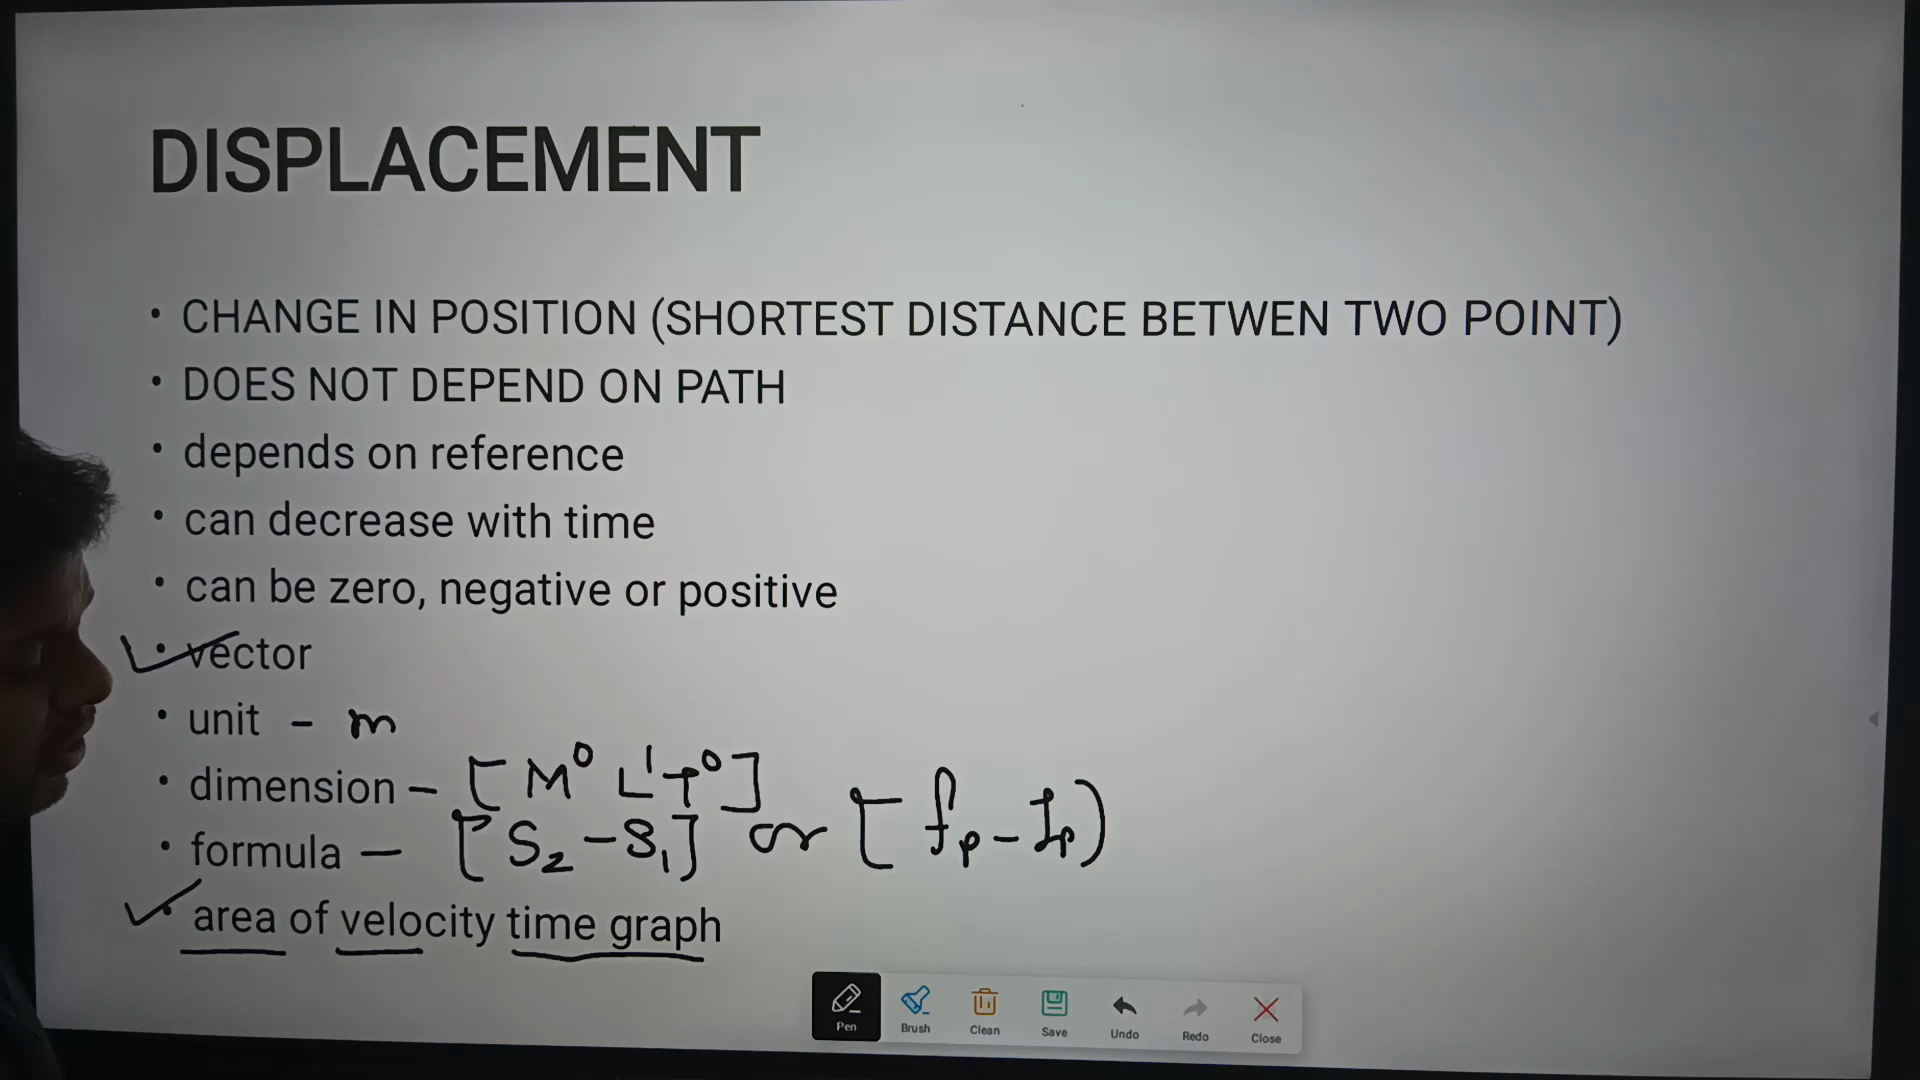 DISPLACEMENT
• CHANGE IN POSITION (SHORTEST DISTANCE BETWEN TWO POINT)
• DOES NOT DEPEND ON PATH
• depends on reference
• can decrease with time
• can be zero, negative or positive
• vector
• unit - m
• dimension - [M⁰ L¹ T⁰]
• formula - [S₂ - S₁] or [fₚ - Iₚ)
• area of velocity time graph
Pen Brush Clean Save Undo Redo Close